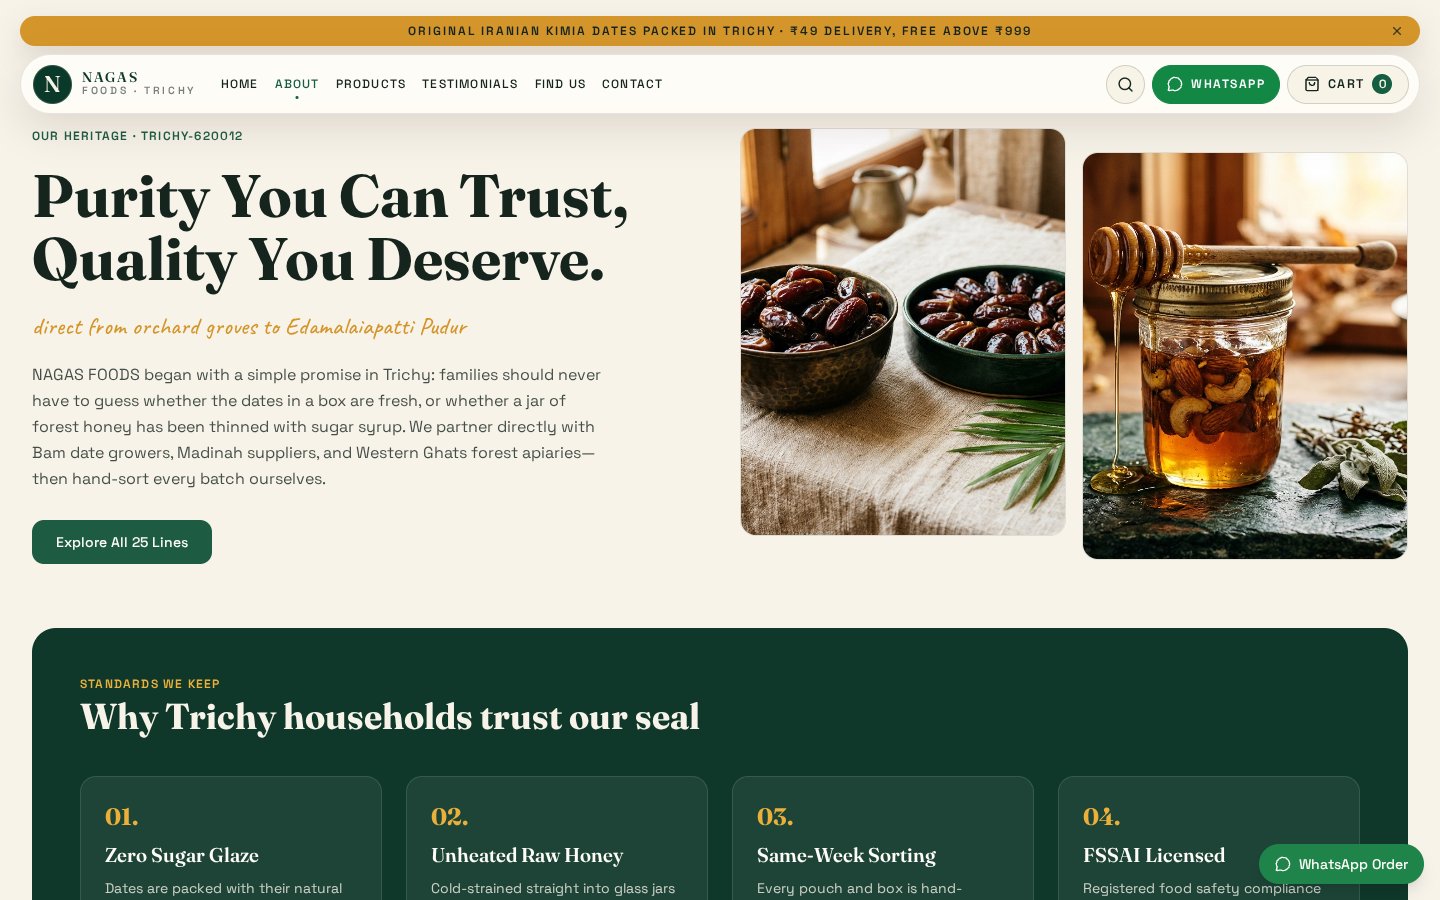 ORIGINAL IRANIAN KIMIA DATES PACKED IN TRICHY · ₹49 DELIVERY, FREE ABOVE ₹999
N
NAGAS
FOODS · TRICHY
HOME
ABOUT
PRODUCTS
TESTIMONIALS
FIND US
CONTACT
WHATSAPP
CART 0
OUR HERITAGE · TRICHY-620012
Purity You Can Trust,
Quality You Deserve.
direct from orchard groves to Edamalaiapatti Pudur
NAGAS FOODS began with a simple promise in Trichy: families should never
have to guess whether the dates in a box are fresh, or whether a jar of
forest honey has been thinned with sugar syrup. We partner directly with
Bam date growers, Madinah suppliers, and Western Ghats forest apiaries—
then hand-sort every batch ourselves.
Explore All 25 Lines
STANDARDS WE KEEP
Why Trichy households trust our seal
01.
Zero Sugar Glaze
Dates are packed with their natural
02.
Unheated Raw Honey
Cold-strained straight into glass jars
03.
Same-Week Sorting
Every pouch and box is hand-
04.
FSSAI Licensed
Registered food safety compliance
WhatsApp Order